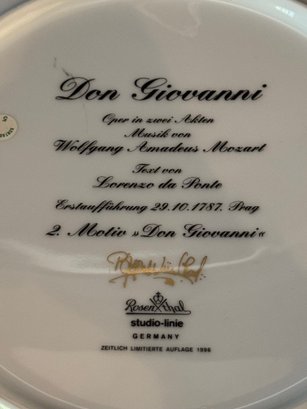 Don Giovanni
Oper in zwei Akten
Musik von
Wolfgang Amadeus Mozart
Text von
Lorenzo da Ponte
Erstaufführung 29.10.1787. Prag
2. Motiv »Don Giovanni«
Rosenthal
studio-linie
GERMANY
ZEITLICH LIMITIERTE AUFLAGE 1996